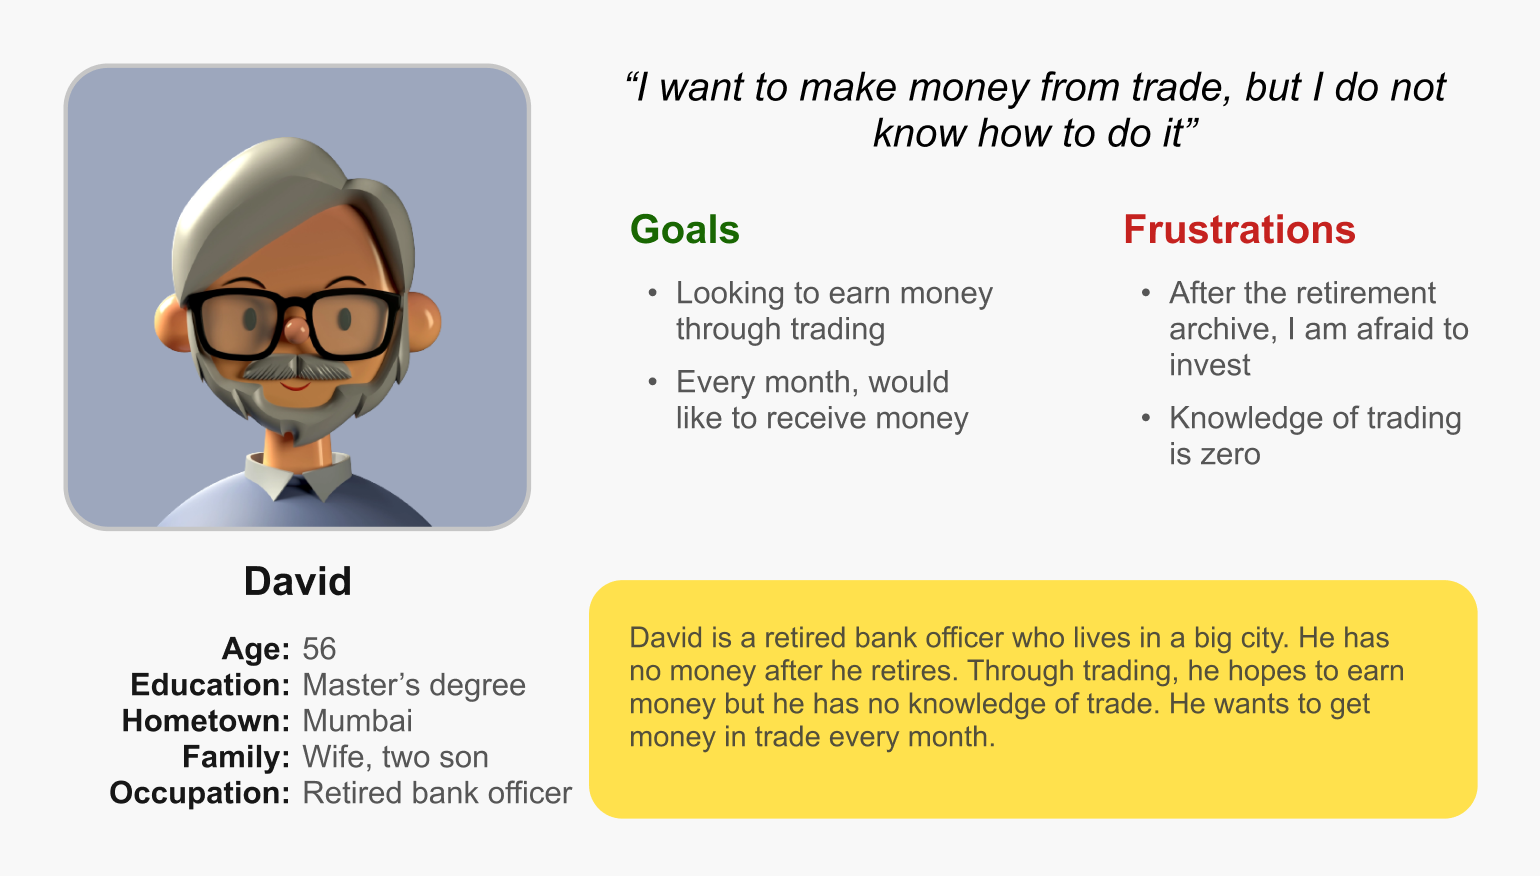 “I want to make money from trade, but I do not
know how to do it”
Goals
• Looking to earn money
through trading
• Every month, would
like to receive money
Frustrations
• After the retirement
archive, I am afraid to
invest
• Knowledge of trading
is zero
David
Age: 56
Education: Master’s degree
Hometown: Mumbai
Family: Wife, two son
Occupation: Retired bank officer
David is a retired bank officer who lives in a big city. He has
no money after he retires. Through trading, he hopes to earn
money but he has no knowledge of trade. He wants to get
money in trade every month.